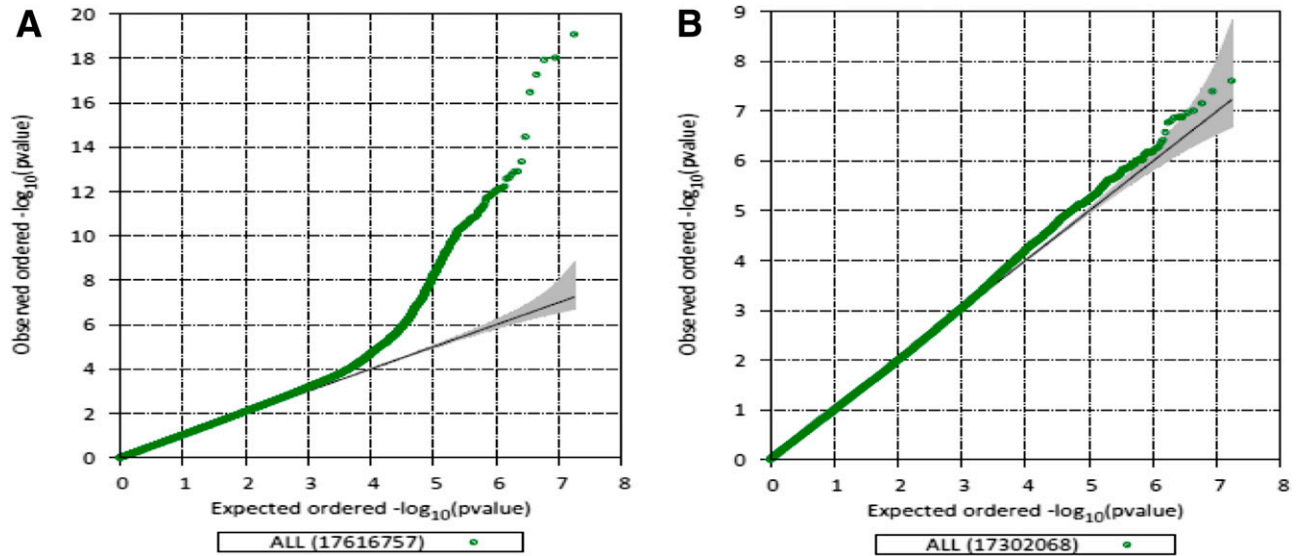 A
20
18
16
14
12
10
8
6
4
2
0
Observed ordered -log10(pvalue)
0 1 2 3 4 5 6 7 8
Expected ordered -log10(pvalue)
ALL (17616757)
B
9
8
7
6
5
4
3
2
1
0
Observed ordered -log10(pvalue)
0 1 2 3 4 5 6 7 8
Expected ordered -log10(pvalue)
ALL (17302068)